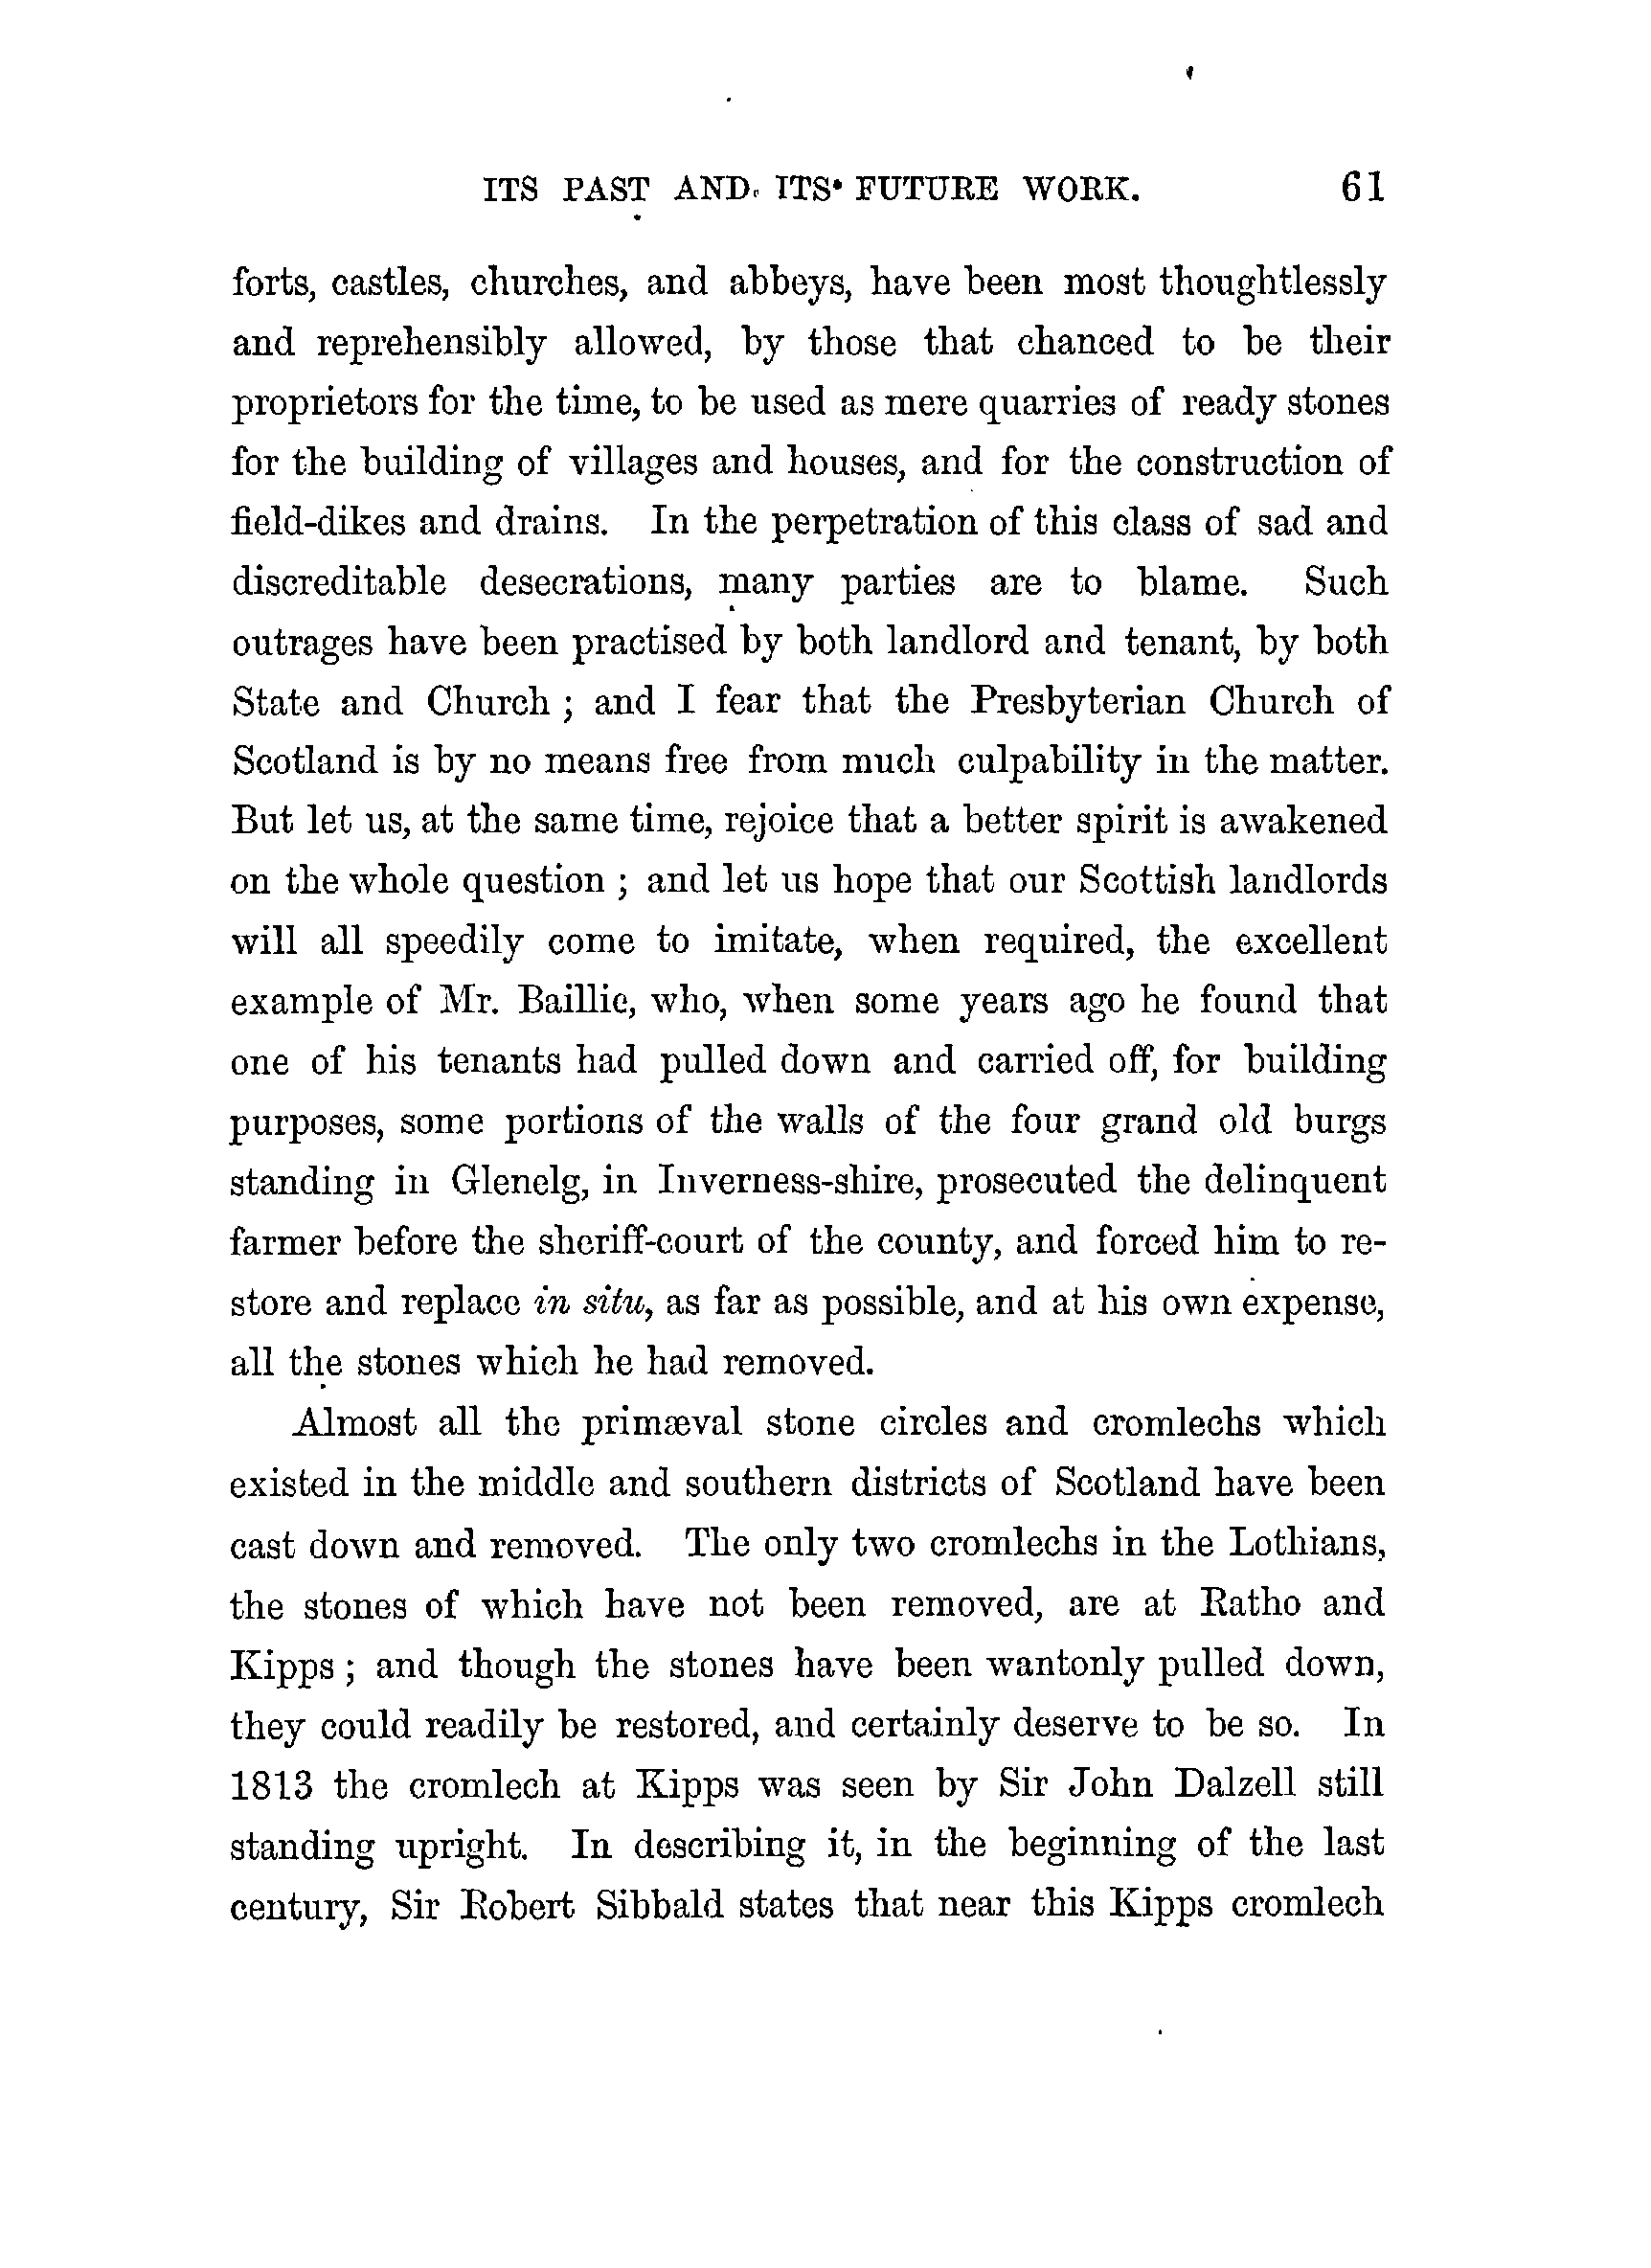 ITS PAST AND ITS FUTURE WORK. 61
forts, castles, churches, and abbeys, have been most thoughtlessly
and reprehensibly allowed, by those that chanced to be their
proprietors for the time, to be used as mere quarries of ready stones
for the building of villages and houses, and for the construction of
field-dikes and drains. In the perpetration of this class of sad and
discreditable desecrations, many parties are to blame. Such
outrages have been practised by both landlord and tenant, by both
State and Church ; and I fear that the Presbyterian Church of
Scotland is by no means free from much culpability in the matter.
But let us, at the same time, rejoice that a better spirit is awakened
on the whole question ; and let us hope that our Scottish landlords
will all speedily come to imitate, when required, the excellent
example of Mr. Baillie, who, when some years ago he found that
one of his tenants had pulled down and carried off, for building
purposes, some portions of the walls of the four grand old burgs
standing in Glenelg, in Inverness-shire, prosecuted the delinquent
farmer before the sheriff-court of the county, and forced him to re-
store and replace in situ, as far as possible, and at his own expense,
all the stones which he had removed.
Almost all the primæval stone circles and cromlechs which
existed in the middle and southern districts of Scotland have been
cast down and removed. The only two cromlechs in the Lothians,
the stones of which have not been removed, are at Ratho and
Kipps ; and though the stones have been wantonly pulled down,
they could readily be restored, and certainly deserve to be so. In
1813 the cromlech at Kipps was seen by Sir John Dalzell still
standing upright. In describing it, in the beginning of the last
century, Sir Robert Sibbald states that near this Kipps cromlech